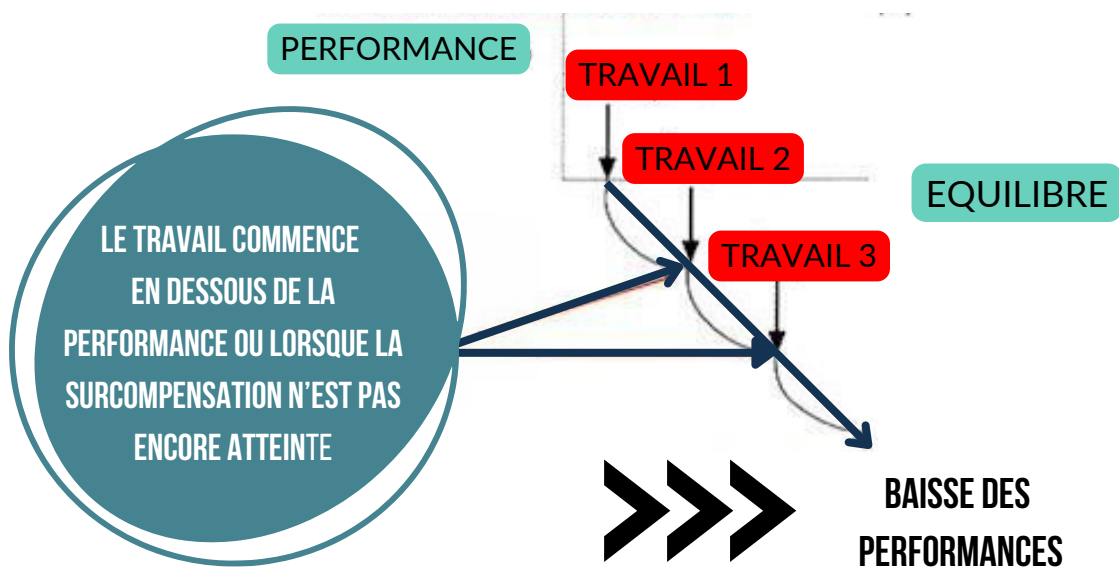 PERFORMANCE
TRAVAIL 1
TRAVAIL 2
EQUILIBRE
TRAVAIL 3
LE TRAVAIL COMMENCE
EN DESSOUS DE LA
PERFORMANCE OU LORSQUE LA
SURCOMPENSATION N’EST PAS
ENCORE ATTEINTE
BAISSE DES
PERFORMANCES